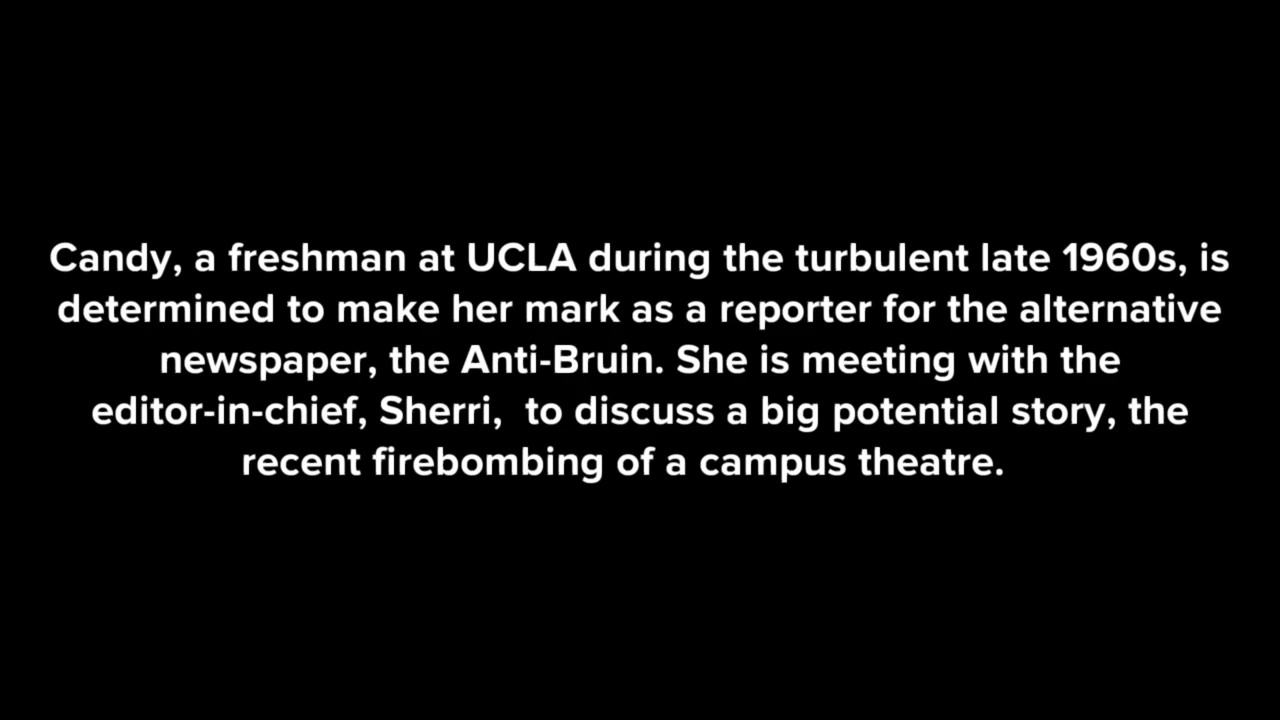 Candy, a freshman at UCLA during the turbulent late 1960s, is
determined to make her mark as a reporter for the alternative
newspaper, the Anti-Bruin. She is meeting with the
editor-in-chief, Sherri,  to discuss a big potential story, the
recent firebombing of a campus theatre.